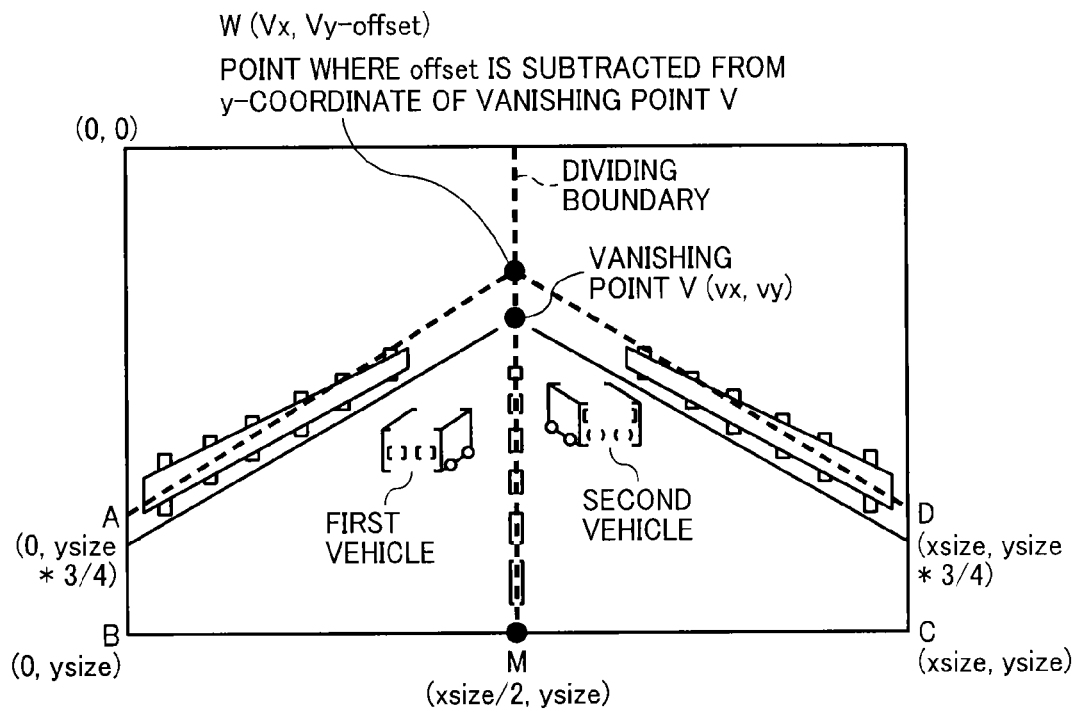 W (Vx, Vy-offset)
POINT WHERE offset IS SUBTRACTED FROM
y-COORDINATE OF VANISHING POINT V
(0, 0)
DIVIDING
BOUNDARY
VANISHING
POINT V (vx, vy)
A
(0, ysize
* 3/4)
FIRST
VEHICLE
SECOND
VEHICLE
D
(xsize, ysize
* 3/4)
B
(0, ysize)
M
(xsize/2, ysize)
C
(xsize, ysize)